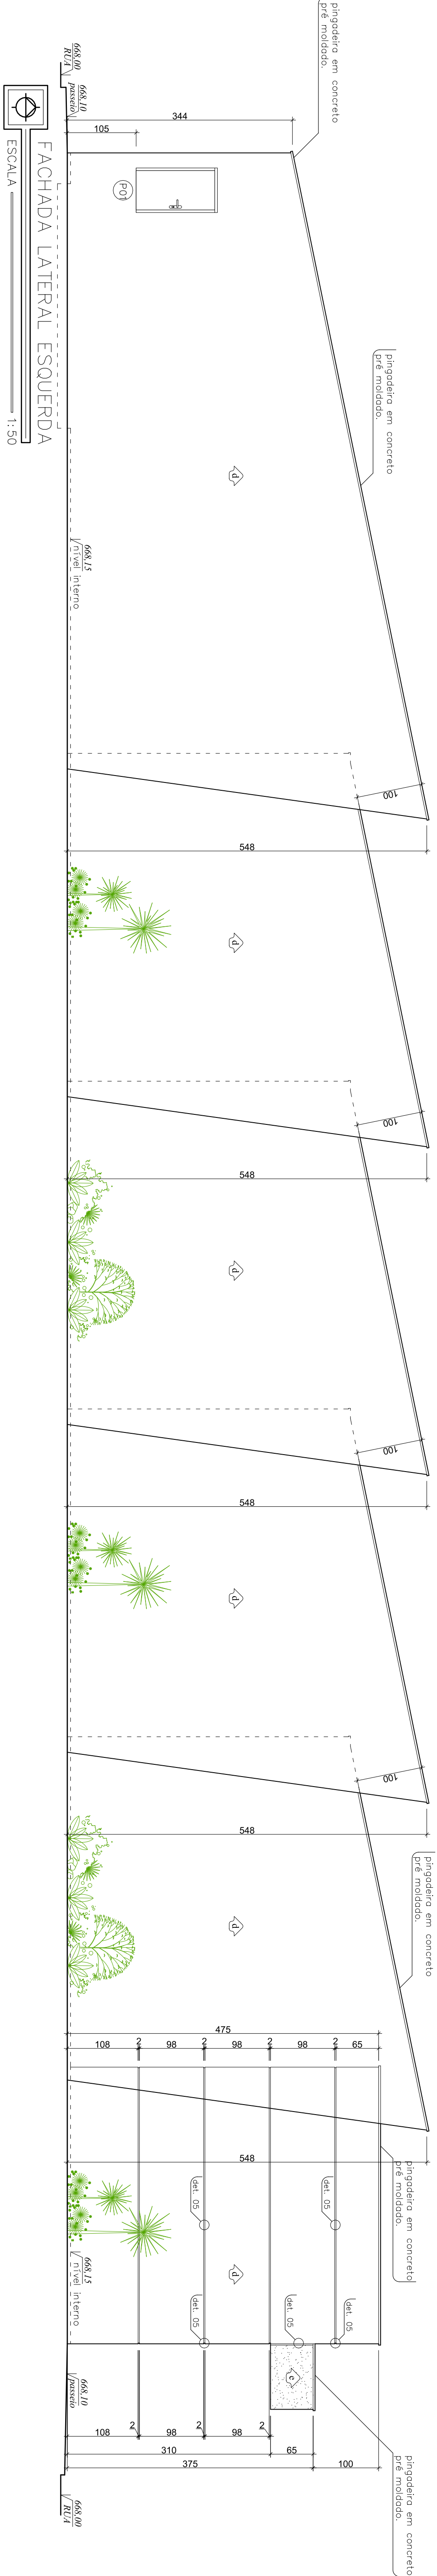 pingadeira em concreto
pré moldado.
pingadeira em concreto
pré moldado.
pingadeira em concreto
pré moldado.
pingadeira em concreto
pré moldado.
pingadeira em concreto
pré moldado.
668.00
RUA
668.10
passeio
344
105
P01
d
668.15
nível interno
100
548
d
100
548
d
100
548
d
100
548
d
475
108
2
98
2
98
2
98
2
65
548
d
det. 05
det. 05
det. 05
det. 05
det. 05
e
668.15
nível interno
668.10
passeio
668.00
RUA
108
2
98
2
98
2
310
65
375
100
FACHADA LATERAL ESQUERDA
ESCALA
1:50